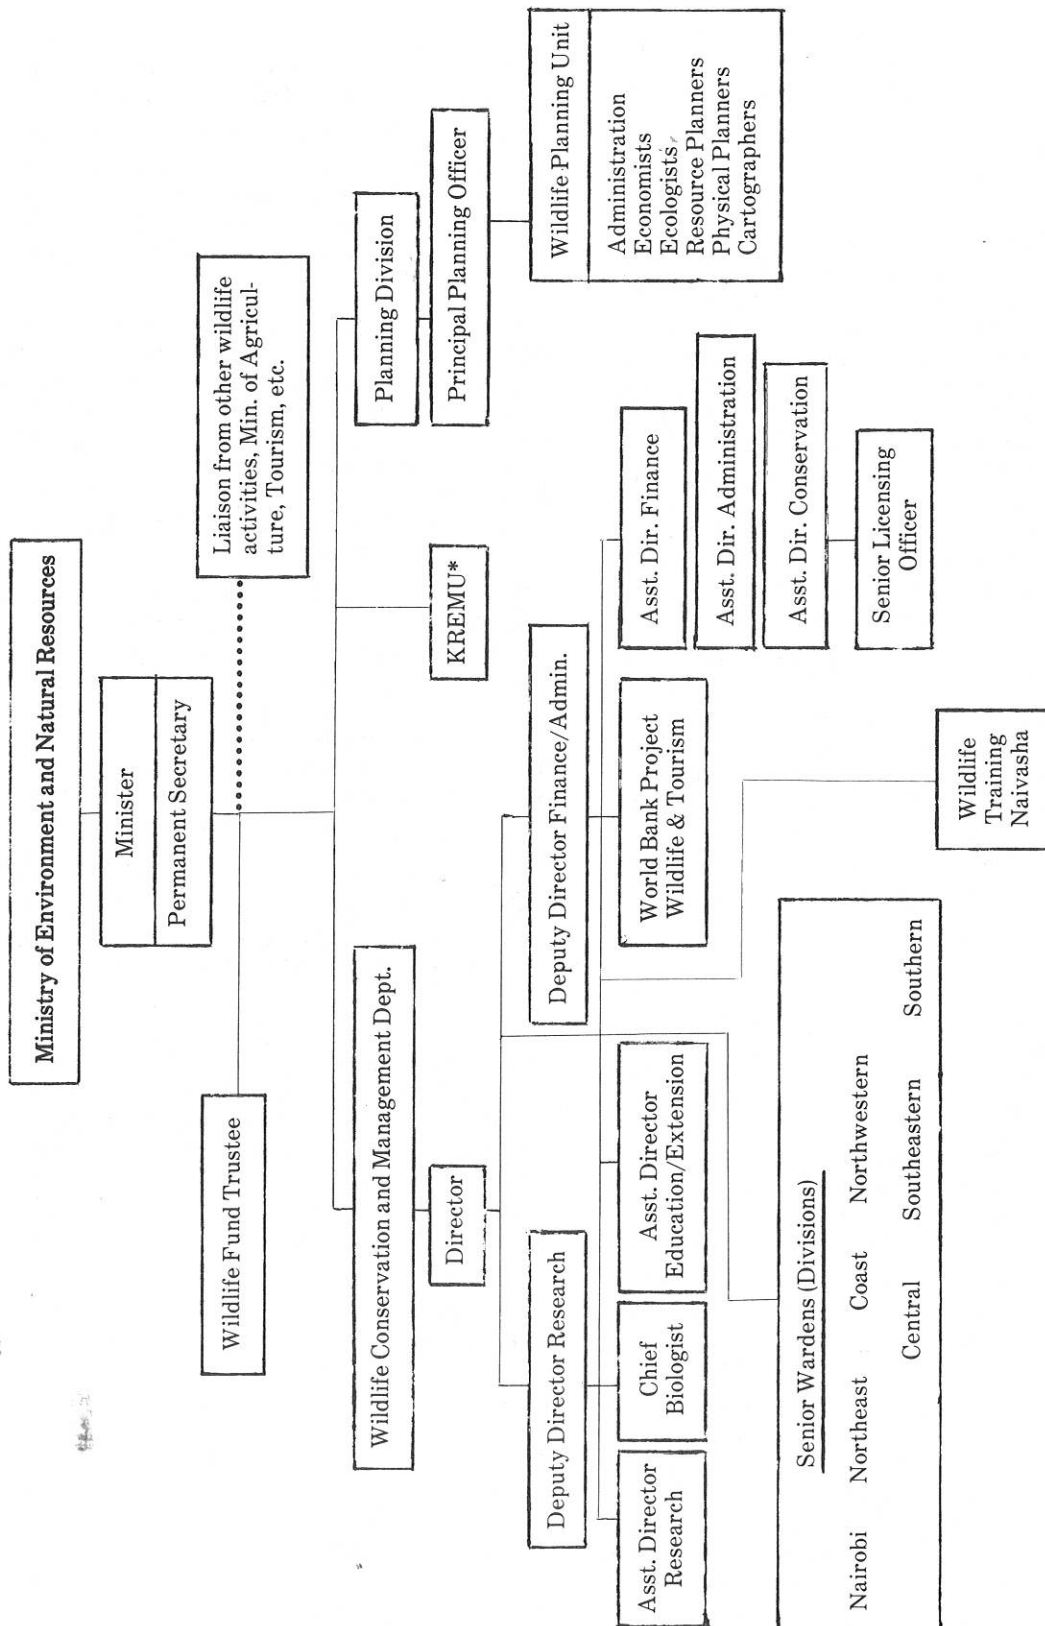 Ministry of Environment and Natural Resources
Minister
Permanent Secretary
Wildlife Fund Trustee
Liaison from other wildlife
activities, Min. of Agricul-
ture, Tourism, etc.
Wildlife Conservation and Management Dept.
Planning Division
Director
KREMU*
Principal Planning Officer
Deputy Director Research
Deputy Director Finance/Admin.
Wildlife Planning Unit
Administration
Economists
Ecologists
Resource Planners
Physical Planners
Cartographers
Asst. Director
Research
Chief
Biologist
Asst. Director
Education/Extension
World Bank Project
Wildlife & Tourism
Asst. Dir. Finance
Asst. Dir. Administration
Asst. Dir. Conservation
Senior Licensing
Officer
Senior Wardens (Divisions)
Nairobi Northeast Coast Northwestern
Central Southeastern Southern
Wildlife
Training
Naivasha